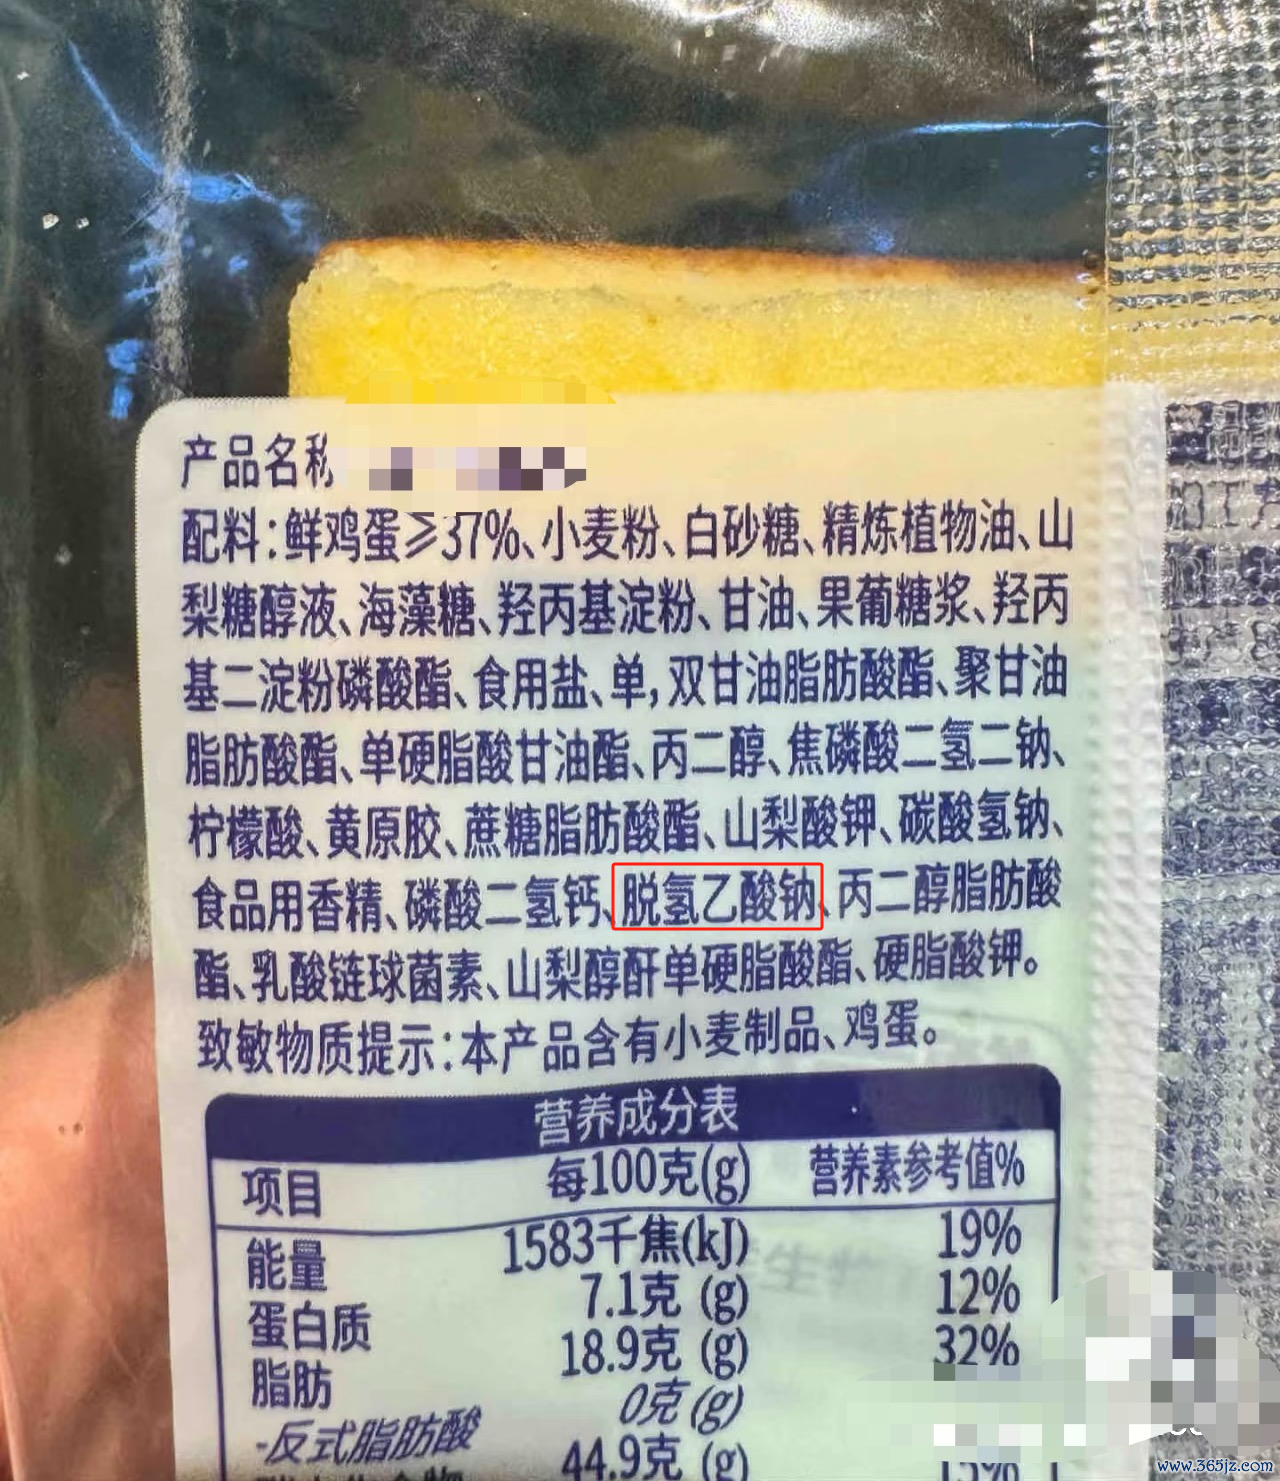 产品名称
配料:鲜鸡蛋≥37%、小麦粉、白砂糖、精炼植物油、山
梨糖醇液、海藻糖、羟丙基淀粉、甘油、果葡糖浆、羟丙
基二淀粉磷酸酯、食用盐、单,双甘油脂肪酸酯、聚甘油
脂肪酸酯、单硬脂酸甘油酯、丙二醇、焦磷酸二氢二钠、
柠檬酸、黄原胶、蔗糖脂肪酸酯、山梨酸钾、碳酸氢钠、
食品用香精、磷酸二氢钙、脱氢乙酸钠、丙二醇脂肪酸
酯、乳酸链球菌素、山梨醇酐单硬脂酸酯、硬脂酸钾。
致敏物质提示:本产品含有小麦制品、鸡蛋。
营养成分表
项目 每100克(g) 营养素参考值%
能量 1583千焦(kJ) 19%
蛋白质 7.1克 (g) 12%
脂肪 18.9克 (g) 32%
-反式脂肪酸 0克 (g)
44.9克 (g) 15%
www.365jz.com